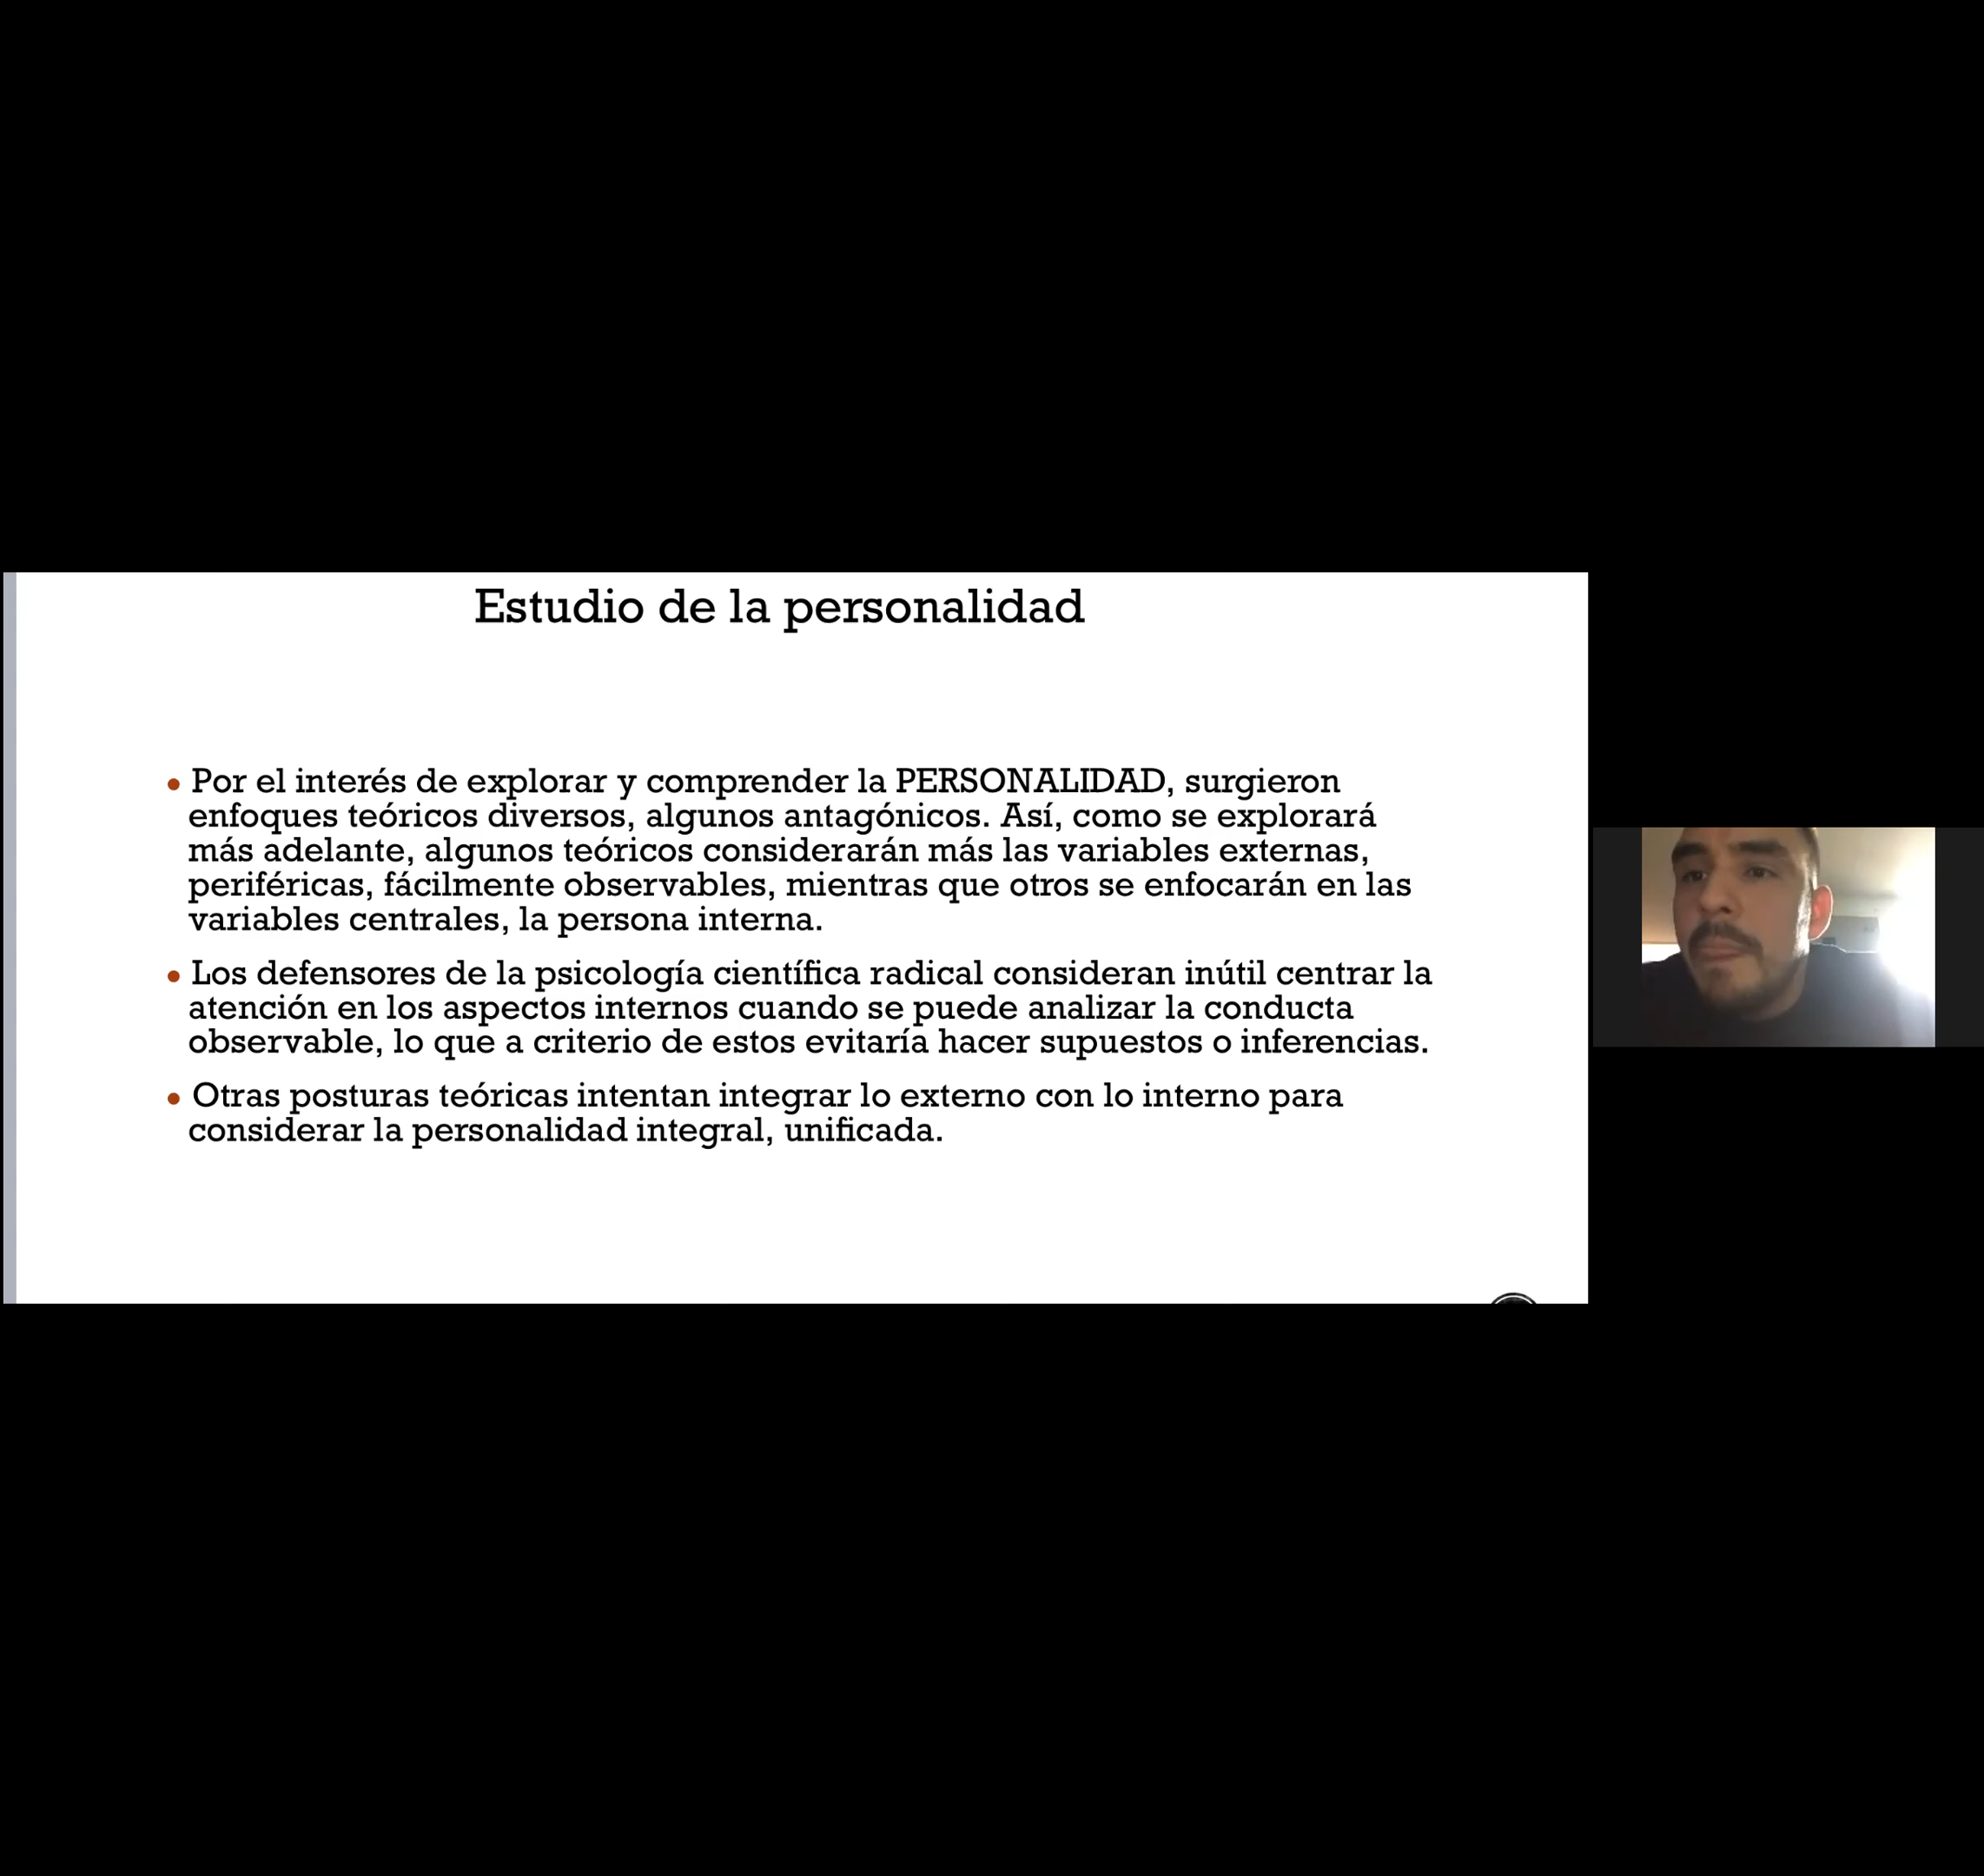 Estudio de la personalidad
• Por el interés de explorar y comprender la PERSONALIDAD, surgieron
enfoques teóricos diversos, algunos antagónicos. Así, como se explorará
más adelante, algunos teóricos considerarán más las variables externas,
periféricas, fácilmente observables, mientras que otros se enfocarán en las
variables centrales, la persona interna.
• Los defensores de la psicología científica radical consideran inútil centrar la
atención en los aspectos internos cuando se puede analizar la conducta
observable, lo que a criterio de estos evitaría hacer supuestos o inferencias.
• Otras posturas teóricas intentan integrar lo externo con lo interno para
considerar la personalidad integral, unificada.